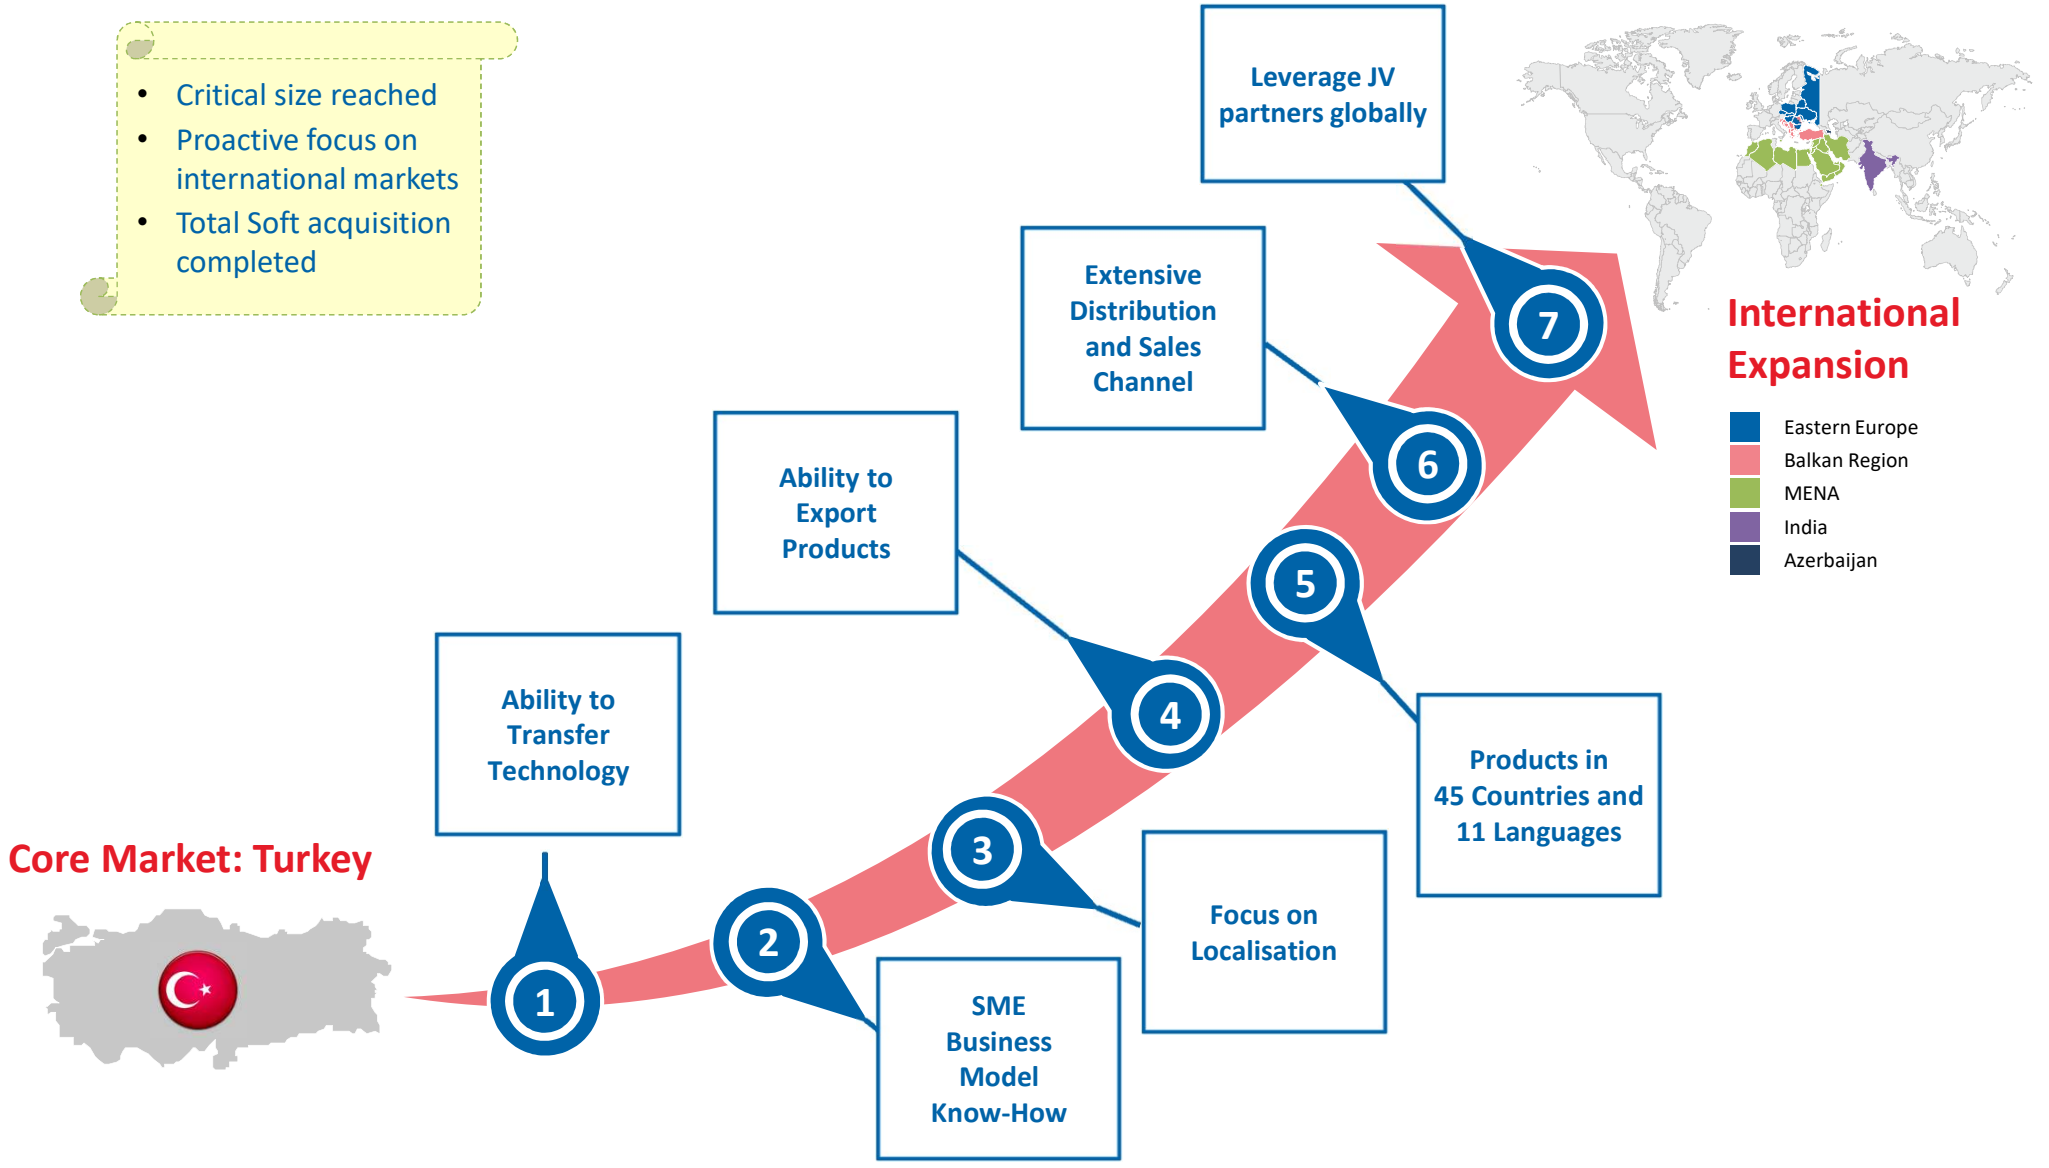 • Critical size reached
• Proactive focus on
international markets
• Total Soft acquisition
completed
Leverage JV
partners globally
Extensive
Distribution
and Sales
Channel
Ability to
Export
Products
Ability to
Transfer
Technology
Core Market: Turkey
1
2
3
4
5
6
7
SME
Business
Model
Know-How
Focus on
Localisation
Products in
45 Countries and
11 Languages
International
Expansion
Eastern Europe
Balkan Region
MENA
India
Azerbaijan